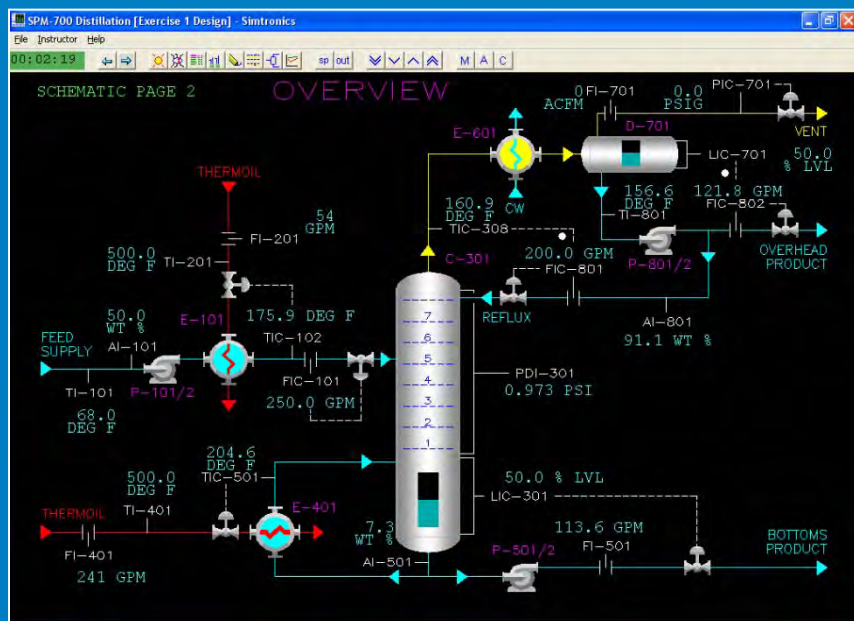 SPM-700 Distillation [Exercise 1 Design] - Simtronics
File Instructor Help
00:02:19
sp out
M A C
SCHEMATIC PAGE 2
OVERVIEW
0 ACFM
FI-701
0.0 PSIG
PIC-701
VENT
E-601
D-701
LIC-701
50.0 % LVL
THERMOIL
CW
160.9 DEG F
TIC-308
156.6 DEG F
TI-801
121.8 GPM
FIC-802
OVERHEAD PRODUCT
P-801/2
54 GPM
FI-201
500.0 DEG F
TI-201
C-301
200.0 GPM
FIC-801
REFLUX
AI-801
91.1 WT %
50.0 WT %
E-101
175.9 DEG F
TIC-102
FEED SUPPLY
AI-101
TI-101
P-101/2
68.0 DEG F
FIC-101
250.0 GPM
7
6
5
4
3
2
1
PDI-301
0.973 PSI
204.6 DEG F
TIC-501
500.0 DEG F
TI-401
THERMOIL
E-401
FI-401
241 GPM
50.0 % LVL
LIC-301
7.3 WT %
AI-501
113.6 GPM
P-501/2
FI-501
BOTTOMS PRODUCT